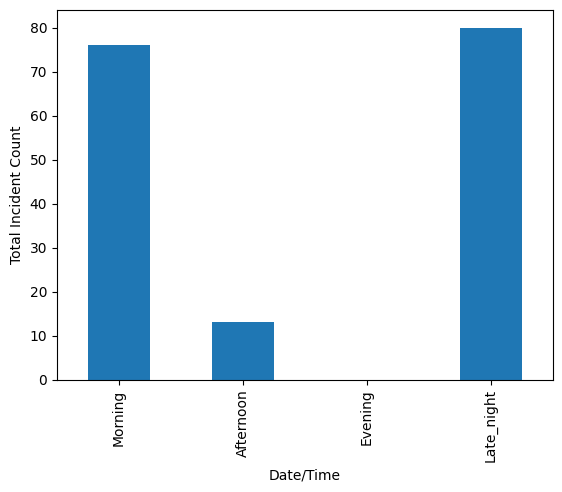 80
70
60
50
40
30
20
10
0
Total Incident Count
Morning
Afternoon
Evening
Late_night
Date/Time